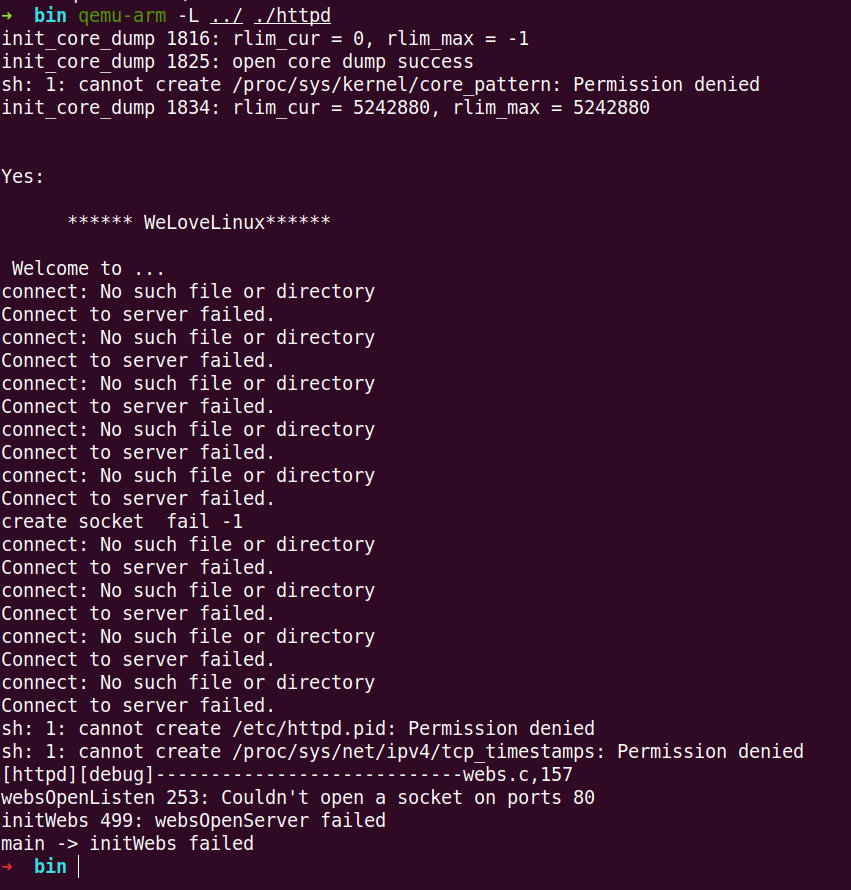 ➜  bin qemu-arm -L ../ ./httpd
init_core_dump 1816: rlim_cur = 0, rlim_max = -1
init_core_dump 1825: open core dump success
sh: 1: cannot create /proc/sys/kernel/core_pattern: Permission denied
init_core_dump 1834: rlim_cur = 5242880, rlim_max = 5242880
Yes:
****** WeLoveLinux******
Welcome to ...
connect: No such file or directory
Connect to server failed.
connect: No such file or directory
Connect to server failed.
connect: No such file or directory
Connect to server failed.
connect: No such file or directory
Connect to server failed.
connect: No such file or directory
Connect to server failed.
create socket  fail -1
connect: No such file or directory
Connect to server failed.
connect: No such file or directory
Connect to server failed.
connect: No such file or directory
Connect to server failed.
connect: No such file or directory
Connect to server failed.
sh: 1: cannot create /etc/httpd.pid: Permission denied
sh: 1: cannot create /proc/sys/net/ipv4/tcp_timestamps: Permission denied
[httpd][debug]----------------------------webs.c,157
websOpenListen 253: Couldn't open a socket on ports 80
initWebs 499: websOpenServer failed
main -> initWebs failed
➜  bin